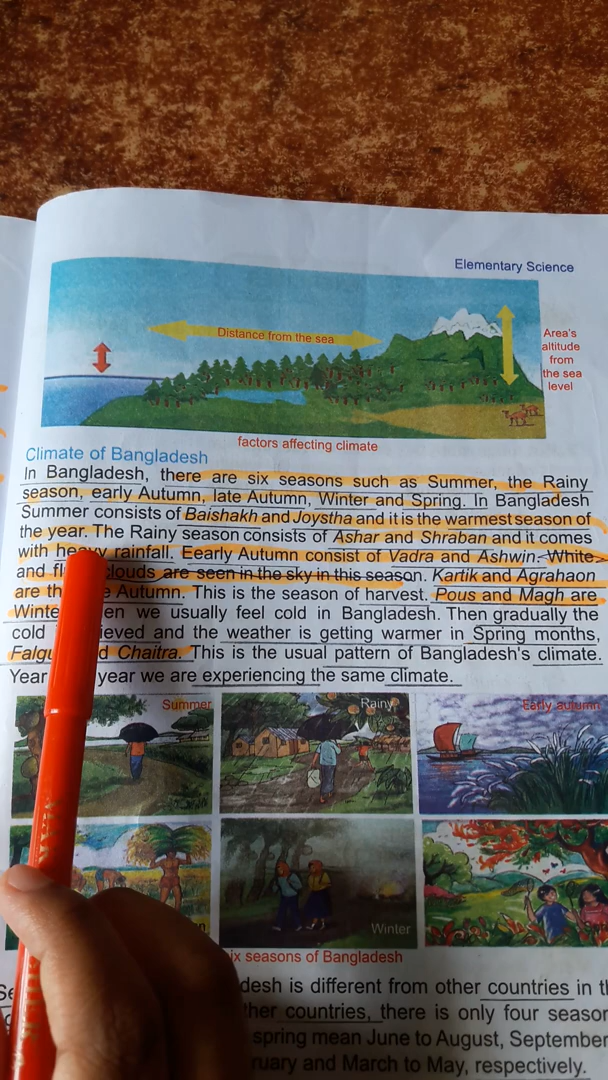 Elementary Science
Distance from the sea
Area's
altitude
from
the sea
level
factors affecting climate
Climate of Bangladesh
In Bangladesh, there are six seasons such as Summer, the Rainy
season, early Autumn, late Autumn, Winter and Spring. In Bangladesh
Summer consists of Baishakh and Joystha and it is the warmest season of
the year. The Rainy season consists of Ashar and Shraban and it comes
with heavy rainfall. Eearly Autumn consist of Vadra and Ashwin. White
and clouds are seen in the sky in this season. Kartik and Agrahaon
are Autumn. This is the season of harvest. Pous and Magh are
we usually feel cold in Bangladesh. Then gradually the
cold and the weather is getting warmer in Spring months,
Chaitra. This is the usual pattern of Bangladesh's climate.
Year year we are experiencing the same climate.
Summer
Rainy
Early autumn
Winter
seasons of Bangladesh
is different from other countries in
countries, there is only four
spring mean June to August, September
and March to May, respectively.